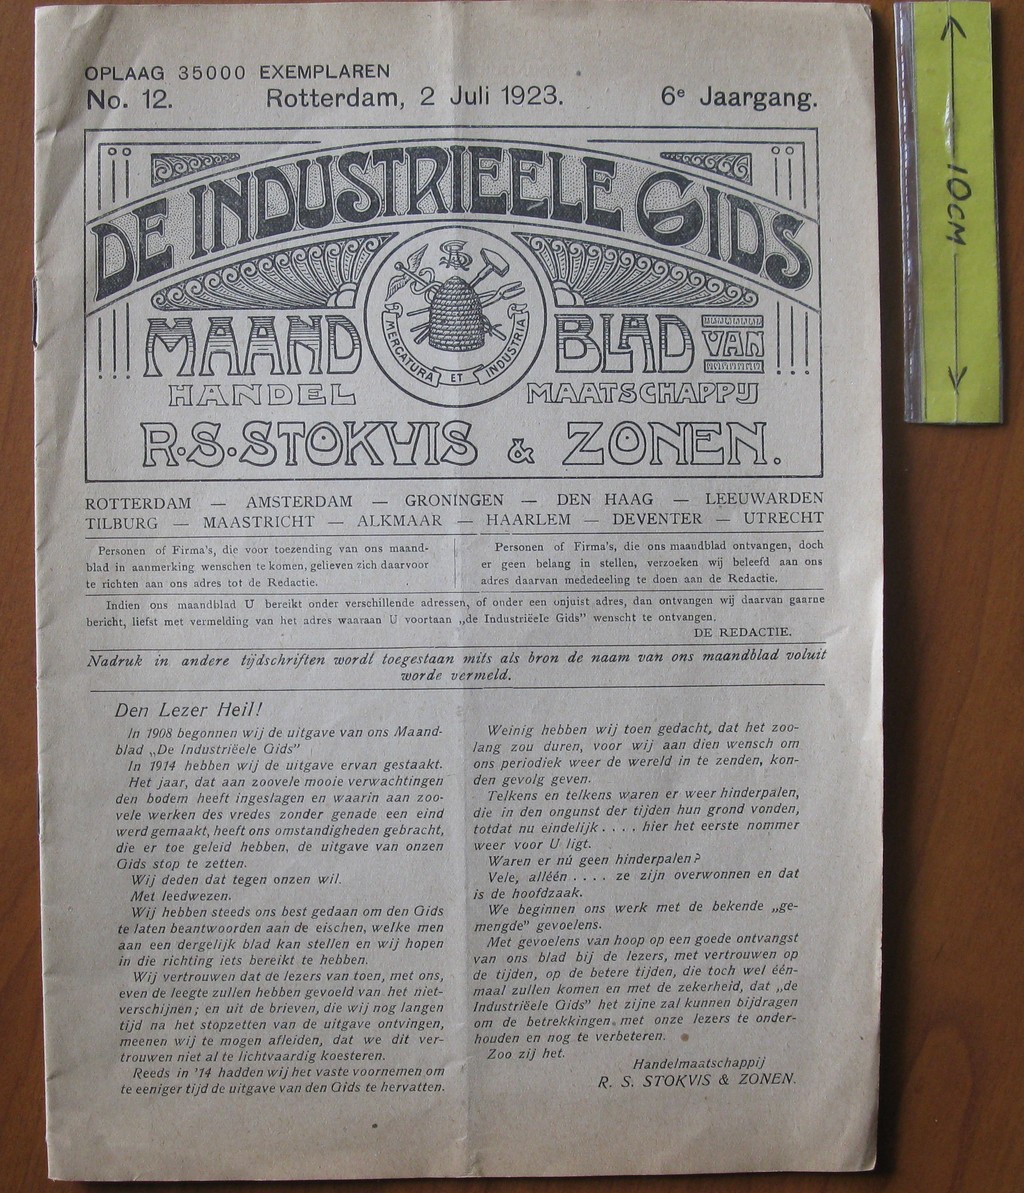 OPLAAG 35000 EXEMPLAREN
No. 12. Rotterdam, 2 Juli 1923. 6e Jaargang.
DE INDUSTRIEELE GIDS
MERCATURA ET INDUSTRIA
MAANDBLAD VAN
HANDEL MAATSCHAPPIJ
R.S. STOKVIS & ZONEN.
ROTTERDAM — AMSTERDAM — GRONINGEN — DEN HAAG — LEEUWARDEN
TILBURG — MAASTRICHT — ALKMAAR — HAARLEM — DEVENTER — UTRECHT
Personen of Firma's, die voor toezending van ons maand-
blad in aanmerking wenschen te komen, gelieven zich daarvoor
te richten aan ons adres tot de Redactie.
Personen of Firma's, die ons maandblad ontvangen, doch
er geen belang in stellen, verzoeken wij beleefd aan ons
adres daarvan mededeeling te doen aan de Redactie.
Indien ons maandblad U bereikt onder verschillende adressen, of onder een onjuist adres, dan ontvangen wij daarvan gaarne
bericht, liefst met vermelding van het adres waaraan U voortaan „de Industriëele Gids" wenscht te ontvangen.
DE REDACTIE.
Nadruk in andere tijdschriften wordt toegestaan mits als bron de naam van ons maandblad voluit
worde vermeld.
Den Lezer Heil!
In 1908 begonnen wij de uitgave van ons Maand-
blad „De Industriëele Gids"
In 1914 hebben wij de uitgave ervan gestaakt.
Het jaar, dat aan zoovele mooie verwachtingen
den bodem heeft ingeslagen en waarin aan zoo-
vele werken des vredes zonder genade een eind
werd gemaakt, heeft ons omstandigheden gebracht,
die er toe geleid hebben, de uitgave van onzen
Gids stop te zetten.
Wij deden dat tegen onzen wil.
Met leedwezen.
Wij hebben steeds ons best gedaan om den Gids
te laten beantwoorden aan de eischen, welke men
aan een dergelijk blad kan stellen en wij hopen
in die richting iets bereikt te hebben.
Wij vertrouwen dat de lezers van toen, met ons,
even de leegte zullen hebben gevoeld van het niet-
verschijnen; en uit de brieven, die wij nog langen
tijd na het stopzetten van de uitgave ontvingen,
meenen wij te mogen afleiden, dat we dit ver-
trouwen niet al te lichtvaardig koesteren.
Reeds in '14 hadden wij het vaste voornemen om
te eeniger tijd de uitgave van den Gids te hervatten.
Weinig hebben wij toen gedacht, dat het zoo-
lang zou duren, voor wij aan dien wensch om
ons periodiek weer de wereld in te zenden, kon-
den gevolg geven.
Telkens en telkens waren er weer hinderpalen,
die in den ongunst der tijden hun grond vonden,
totdat nu eindelijk.... hier het eerste nommer
weer voor U ligt.
Waren er nú geen hinderpalen?
Vele, alléén .... ze zijn overwonnen en dat
is de hoofdzaak.
We beginnen ons werk met de bekende „ge-
mengde" gevoelens.
Met gevoelens van hoop op een goede ontvangst
van ons blad bij de lezers, met vertrouwen op
de tijden, op de betere tijden, die toch wel één-
maal zullen komen en met de zekerheid, dat „de
Industriëele Gids" het zijne zal kunnen bijdragen
om de betrekkingen met onze lezers te onder-
houden en nog te verbeteren.
Zoo zij het.
Handelmaatschappij
R. S. STOKVIS & ZONEN.
10 CM